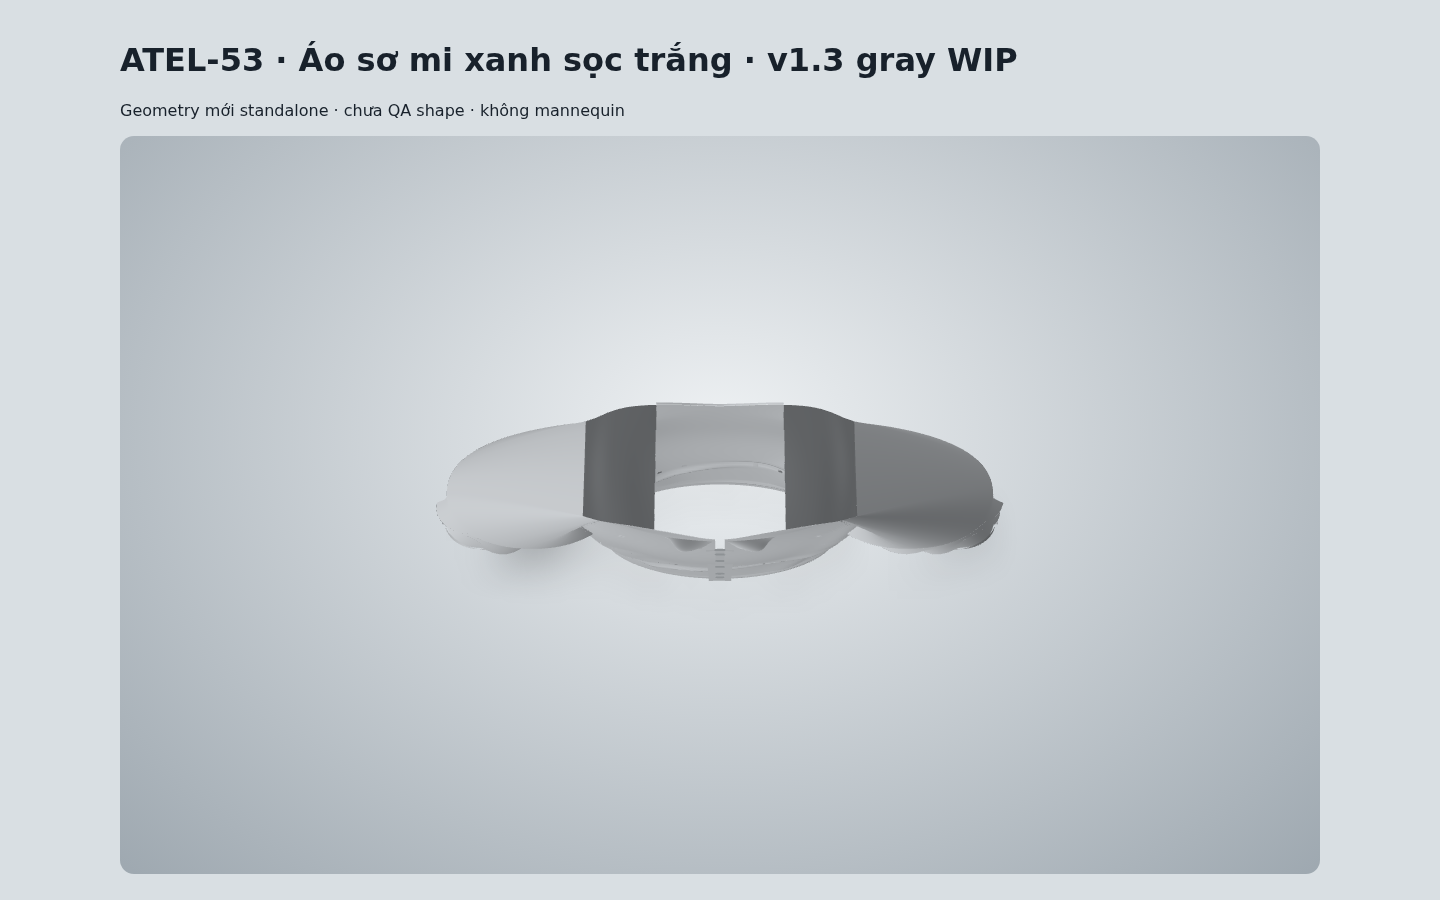 ATEL-53 · Áo sơ mi xanh sọc trắng · v1.3 gray WIP
Geometry mới standalone · chưa QA shape · không mannequin